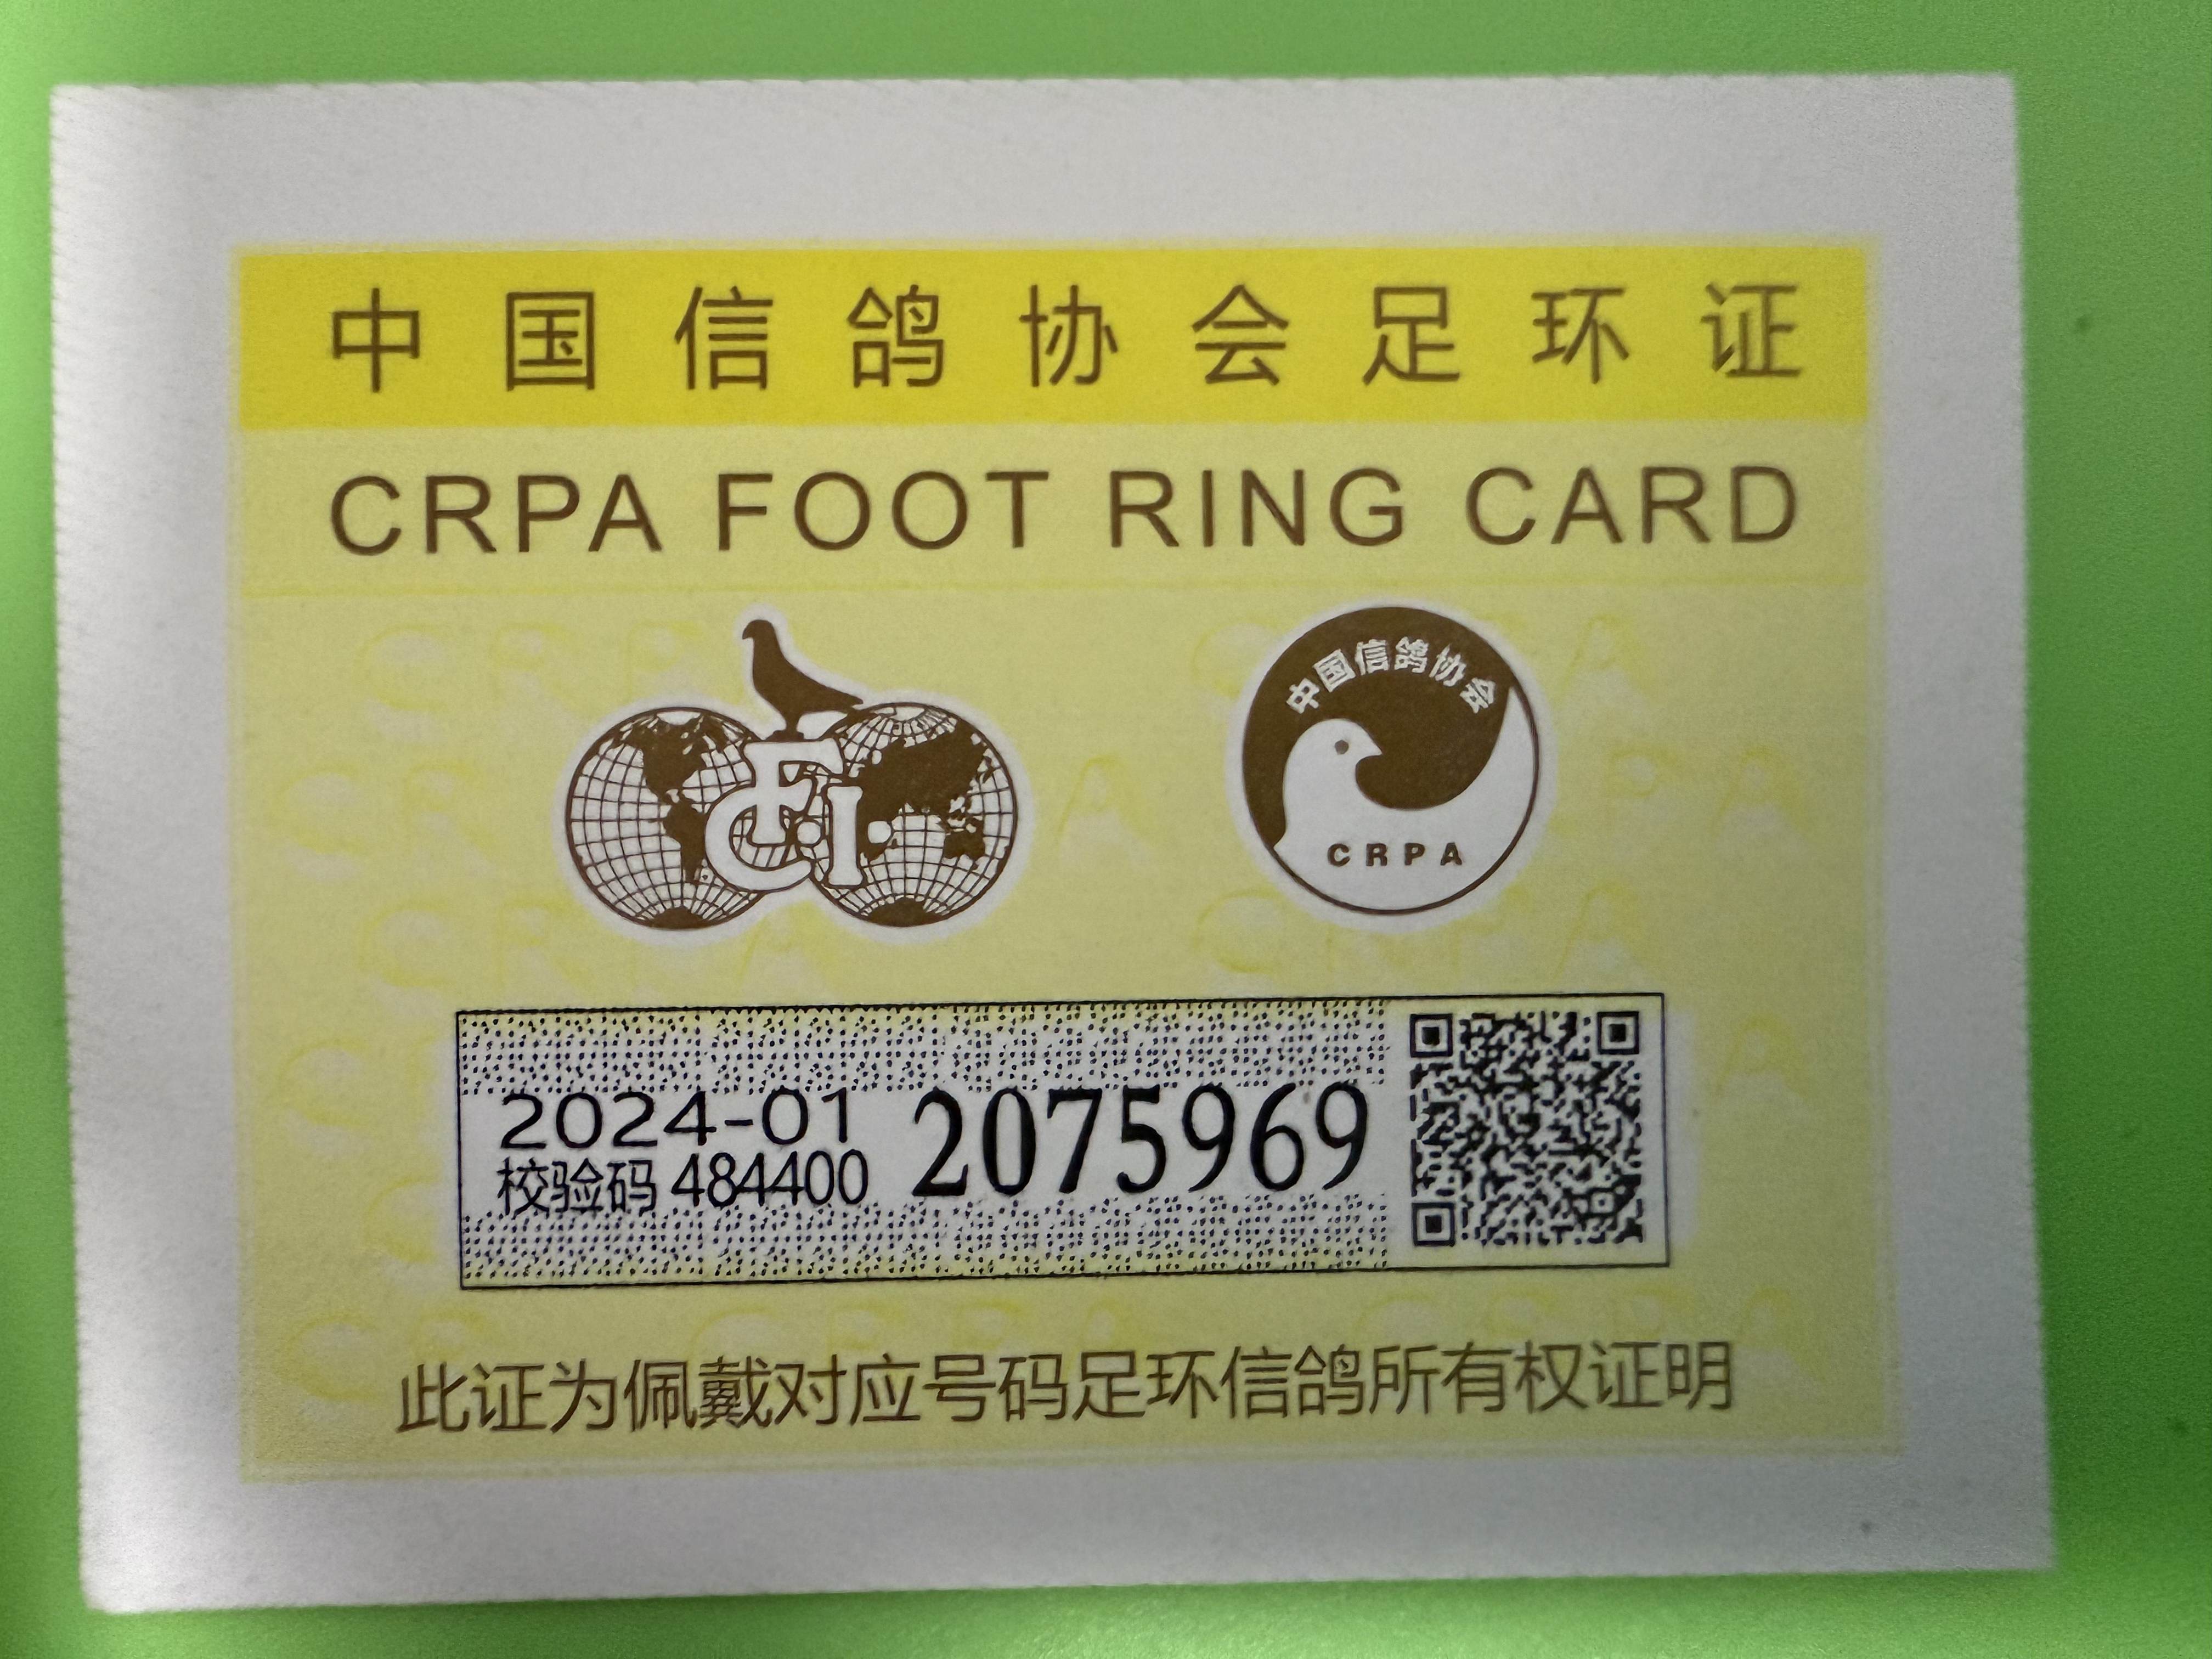 中国信鸽协会足环证
CRPA FOOT RING CARD
F.C.I.
中国信鸽协会
CRPA
2024-01 2075969
校验码 484400
此证为佩戴对应号码足环信鸽所有权证明